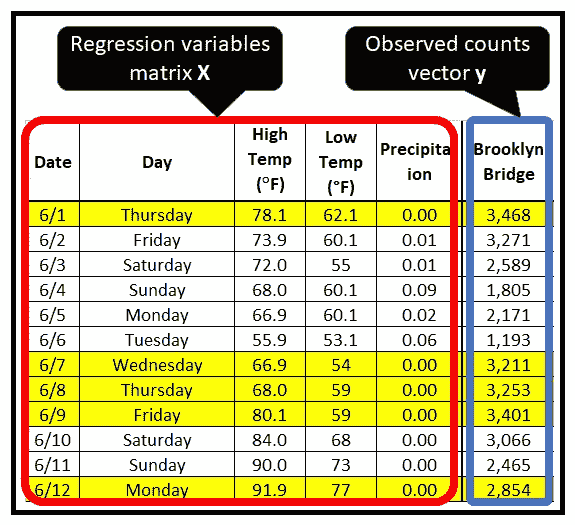 Regression variables
matrix X
Observed counts
vector y
Date Day High Temp (°F) Low Temp (°F) Precipita ion Brooklyn Bridge
6/1 Thursday 78.1 62.1 0.00 3,468
6/2 Friday 73.9 60.1 0.01 3,271
6/3 Saturday 72.0 55 0.01 2,589
6/4 Sunday 68.0 60.1 0.09 1,805
6/5 Monday 66.9 60.1 0.02 2,171
6/6 Tuesday 55.9 53.1 0.06 1,193
6/7 Wednesday 66.9 54 0.00 3,211
6/8 Thursday 68.0 59 0.00 3,253
6/9 Friday 80.1 59 0.00 3,401
6/10 Saturday 84.0 68 0.00 3,066
6/11 Sunday 90.0 73 0.00 2,465
6/12 Monday 91.9 77 0.00 2,854